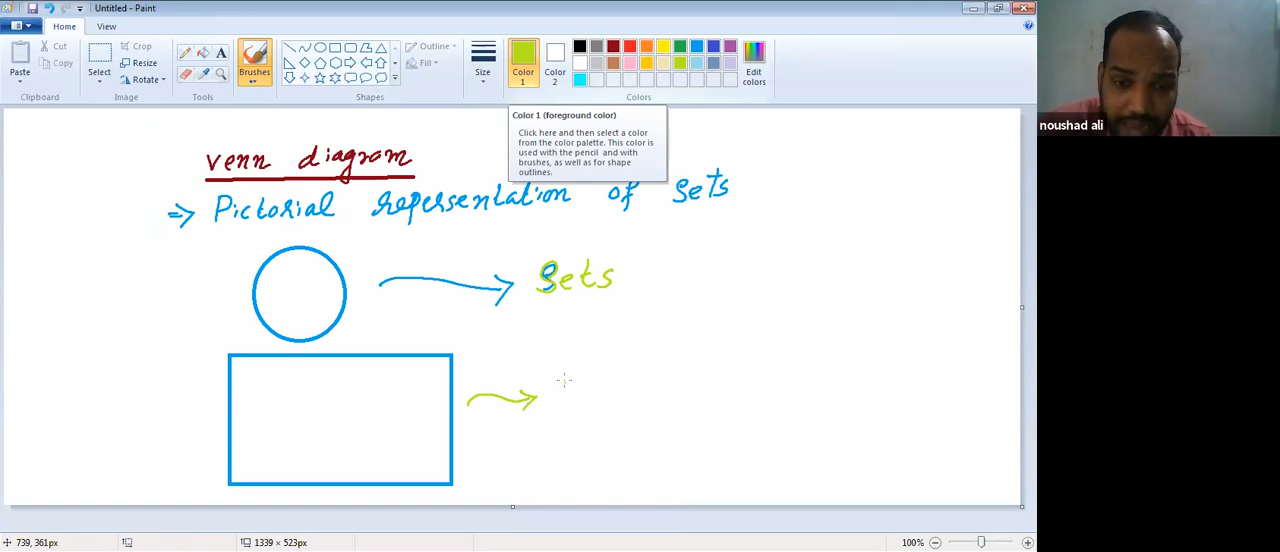 Untitled - Paint
Home View
Paste
Cut
Copy
Clipboard
Select
Crop
Resize
Rotate
Image
Tools
Brushes
Shapes
Outline
Fill
Size
Color 1
Color 2
Edit colors
Colors
Color 1 (foreground color)
Click here and then select a color
from the color palette. This color is
used with the pencil and with
brushes, as well as for shape
outlines.
noushad ali
venn diagram
⇒ Pictorial repersentation of sets
Sets
739, 361px
1339 × 523px
100%